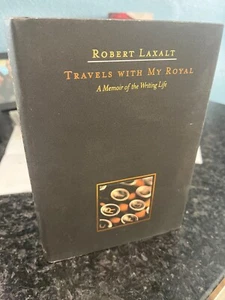 ROBERT LAXALT
TRAVELS WITH MY ROYAL
A Memoir of the Writing Life